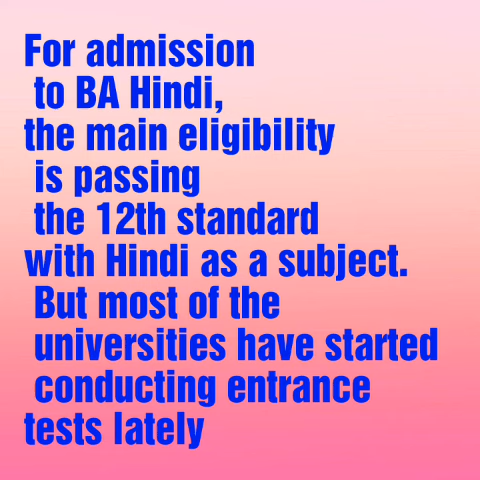 For admission
to BA Hindi,
the main eligibility
is passing
the 12th standard
with Hindi as a subject.
But most of the
universities have started
conducting entrance
tests lately